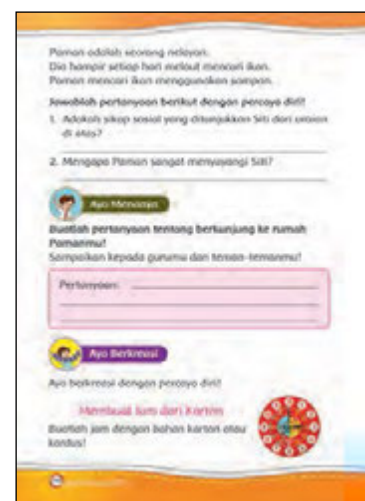 Paman adalah seorang nelayan.
Dia hampir setiap hari melaut mencari ikan.
Paman mencari ikan menggunakan sampan.
Jawablah pertanyaan berikut dengan percaya diri!
1. Adakah sikap sosial yang ditunjukkan Siti dari uraian
di atas?
2. Mengapa Paman sangat menyayangi Siti?
Ayo Menanya
Buatlah pertanyaan tentang berkunjung ke rumah
Pamanmu!
Sampaikan kepada gurumu dan teman-temanmu!
Pertanyaan:
Ayo Berkreasi
Ayo berkreasi dengan percaya diri!
Membuat Jam dari Karton
Buatlah jam dengan bahan karton atau
kardus!